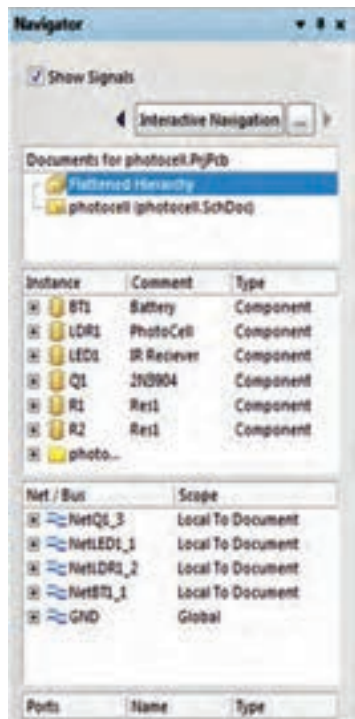 Navigator
Show Signals
Interactive Navigation ...
Documents for photocell.PrjPcb
Flattened Hierarchy
photocell (photocell.SchDoc)
Instance Comment Type
BT1 Battery Component
LDR1 PhotoCell Component
LED1 IR Reciever Component
Q1 2N3904 Component
R1 Res1 Component
R2 Res1 Component
photo...
Net / Bus Scope
NetQ1_3 Local To Document
NetLED1_1 Local To Document
NetLDR1_2 Local To Document
NetBT1_1 Local To Document
GND Global
Ports Name Type